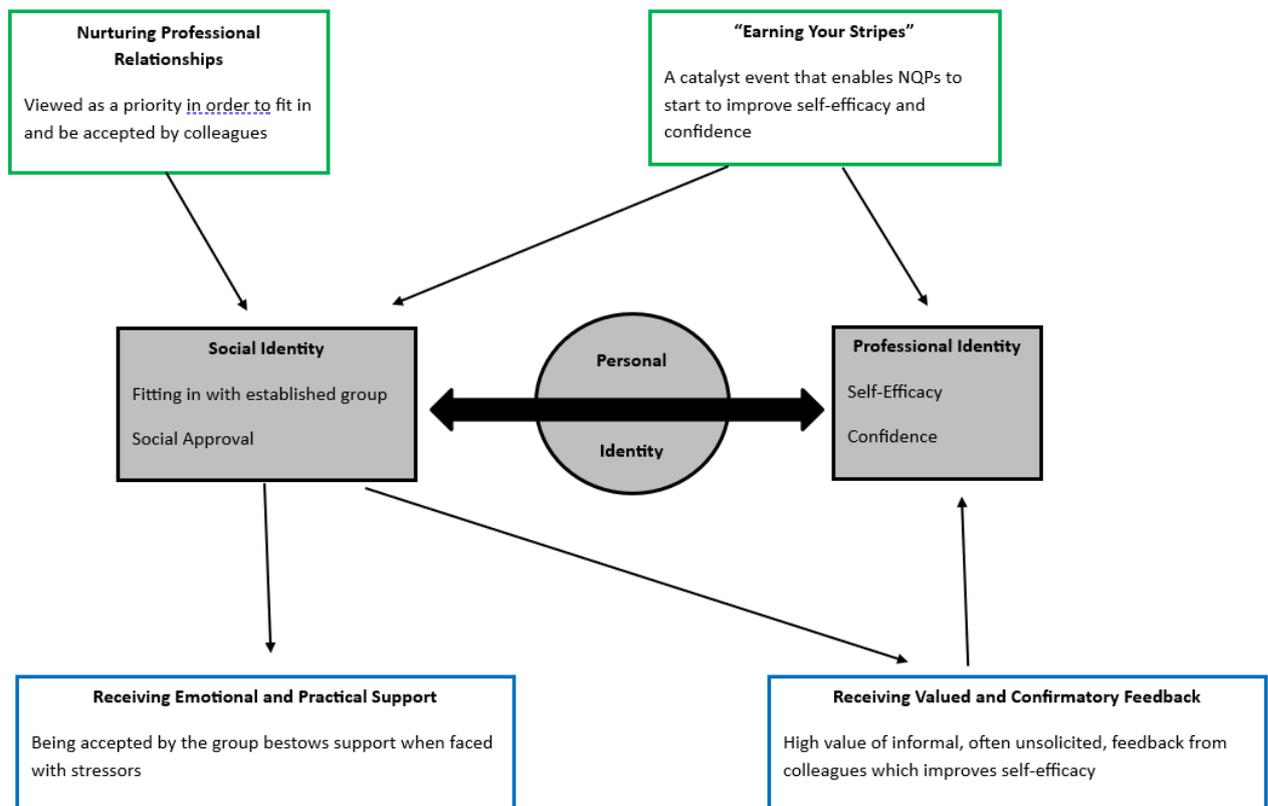 Nurturing Professional
Relationships
Viewed as a priority in order to fit in
and be accepted by colleagues
“Earning Your Stripes”
A catalyst event that enables NQPs to
start to improve self-efficacy and
confidence
Social Identity
Fitting in with established group
Social Approval
Personal
Identity
Professional Identity
Self-Efficacy
Confidence
Receiving Emotional and Practical Support
Being accepted by the group bestows support when faced
with stressors
Receiving Valued and Confirmatory Feedback
High value of informal, often unsolicited, feedback from
colleagues which improves self-efficacy